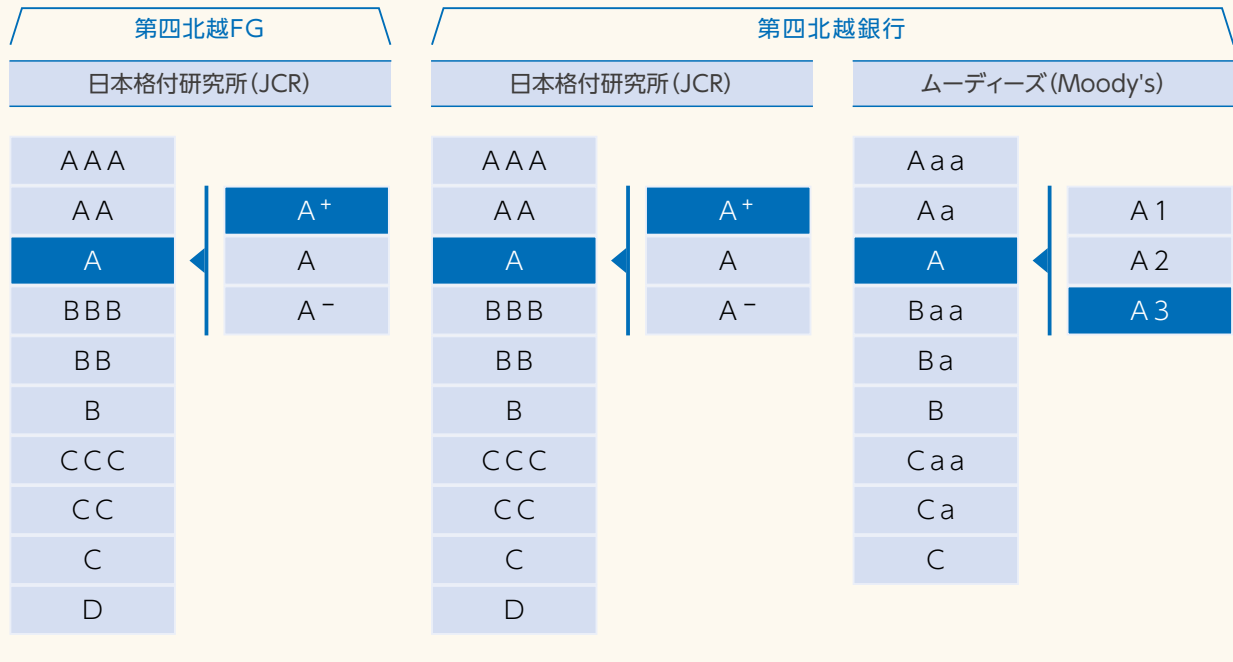 第四北越FG
第四北越銀行
日本格付研究所(JCR)
日本格付研究所(JCR)
ムーディーズ(Moody's)
AAA
AA
A
BBB
BB
B
CCC
CC
C
D
A+
A
A−
AAA
AA
A
BBB
BB
B
CCC
CC
C
D
A+
A
A−
Aaa
Aa
A
Baa
Ba
B
Caa
Ca
C
A1
A2
A3